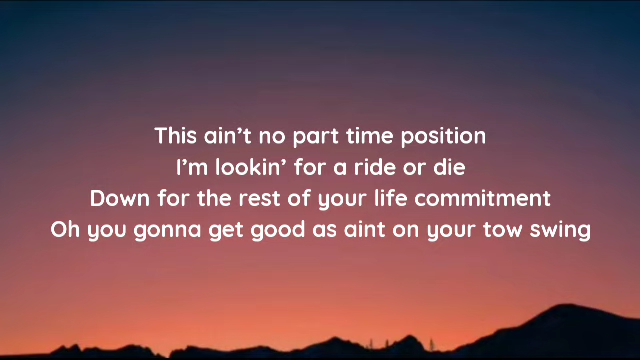 This ain’t no part time position
I’m lookin’ for a ride or die
Down for the rest of your life commitment
Oh you gonna get good as aint on your tow swing